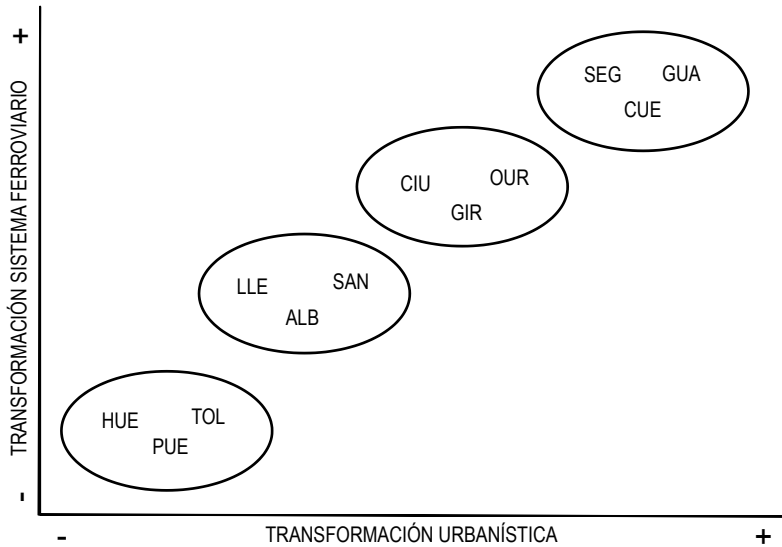 +
TRANSFORMACIÓN SISTEMA FERROVIARIO
-
SEG GUA
CUE
CIU OUR
GIR
LLE SAN
ALB
HUE TOL
PUE
- TRANSFORMACIÓN URBANÍSTICA +